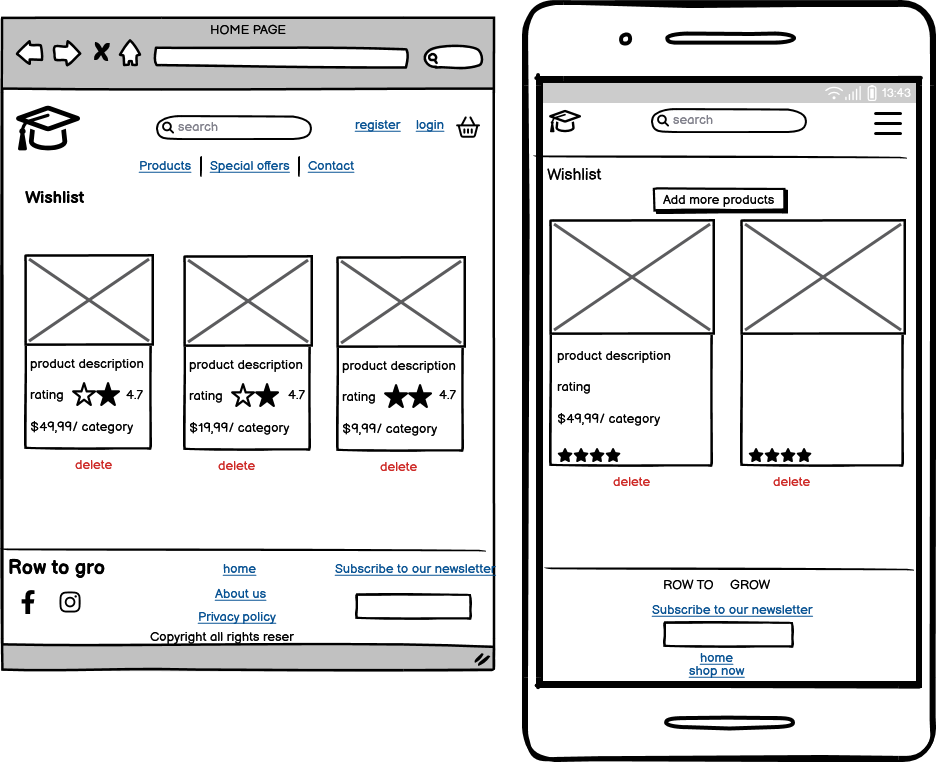 HOME PAGE
search
register
login
Products
Special offers
Contact
Wishlist
product description
rating 4.7
$49,99/ category
delete
product description
rating 4.7
$19,99/ category
delete
product description
rating 4.7
$9,99/ category
delete
Row to gro
home
About us
Privacy policy
Copyright all rights reser
Subscribe to our newsletter
13:43
search
Wishlist
Add more products
product description
rating
$49,99/ category
delete
delete
ROW TO GROW
Subscribe to our newsletter
home
shop now